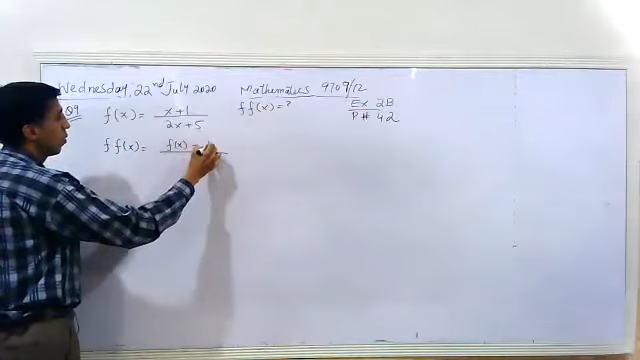 Wednesday, 22nd July 2020 Mathematics 9709/12
Q9 f(x) = x+1 / 2x+5 ff(x) = ? Ex 2B
P# 42
ff(x) = f(x)